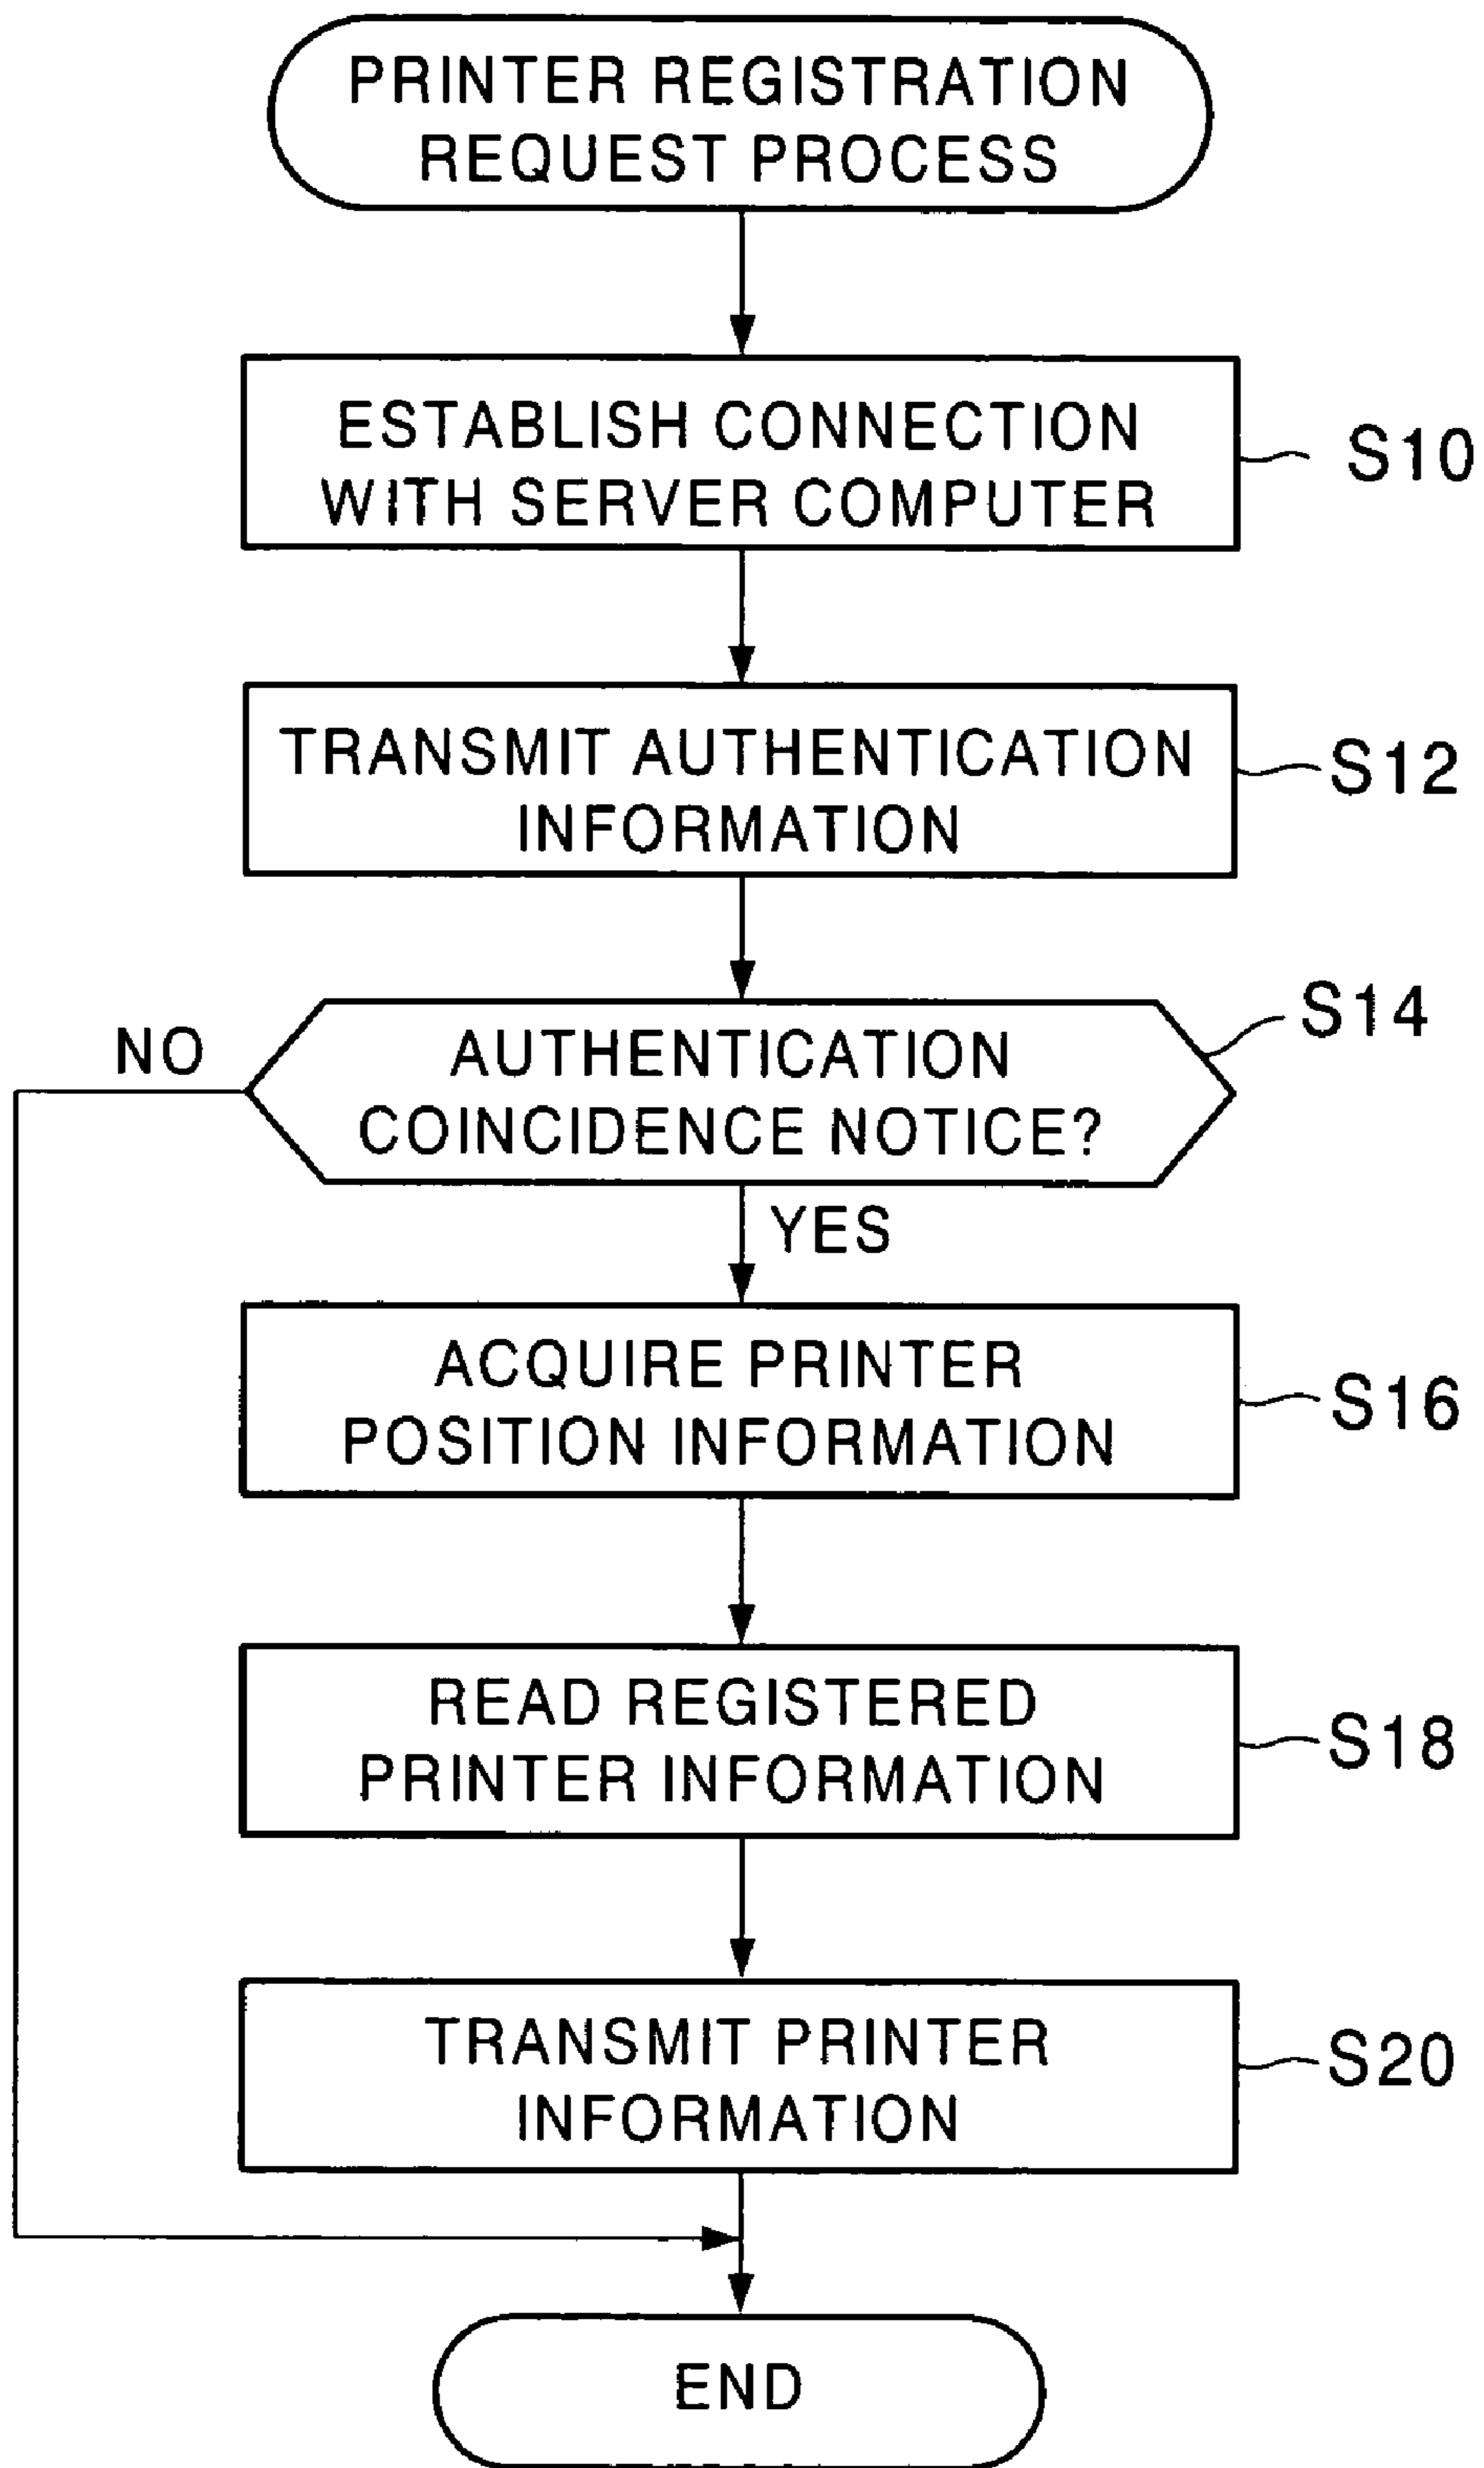 PRINTER REGISTRATION
REQUEST PROCESS
ESTABLISH CONNECTION
WITH SERVER COMPUTER
S10
TRANSMIT AUTHENTICATION
INFORMATION
S12
NO
AUTHENTICATION
COINCIDENCE NOTICE?
S14
YES
ACQUIRE PRINTER
POSITION INFORMATION
S16
READ REGISTERED
PRINTER INFORMATION
S18
TRANSMIT PRINTER
INFORMATION
S20
END